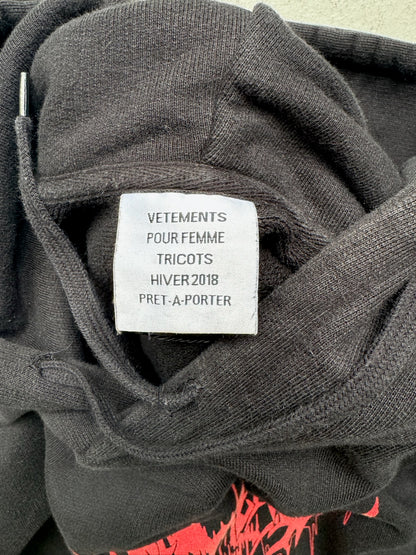 VETEMENTS
POUR FEMME
TRICOTS
HIVER 2018
PRET-A-PORTER